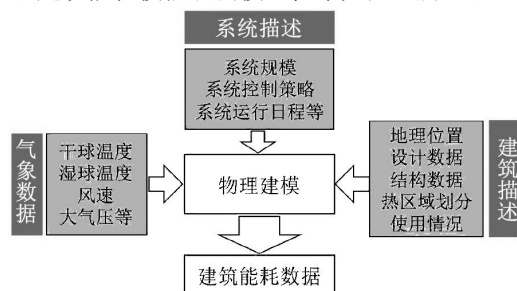 系统描述
系统规模
系统控制策略
系统运行日程等
气象数据
干球温度
湿球温度
风速
大气压等
物理建模
地理位置
设计数据
结构数据
热区域划分
使用情况
建筑描述
建筑能耗数据